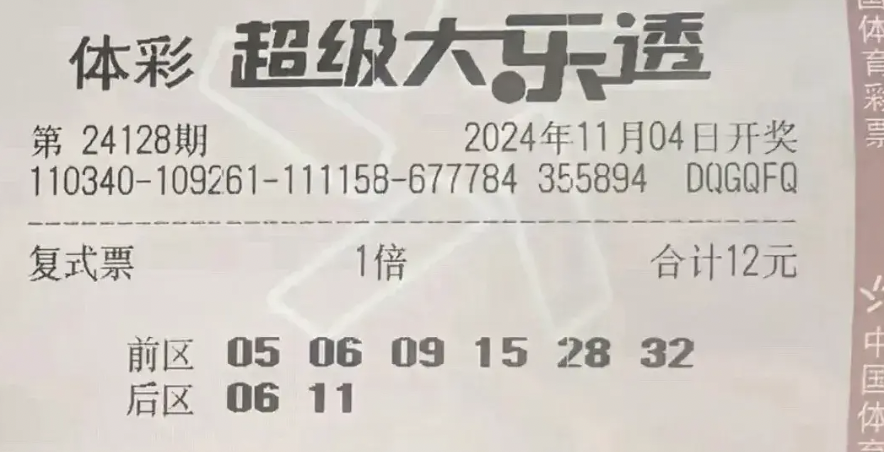 体彩 超级大乐透
第 24128期 2024年11月04日开奖
110340-109261-111158-677784 355894 DQGQFQ
复式票 1倍 合计12元
前区 05 06 09 15 28 32
后区 06 11
国体育彩票
中国体育